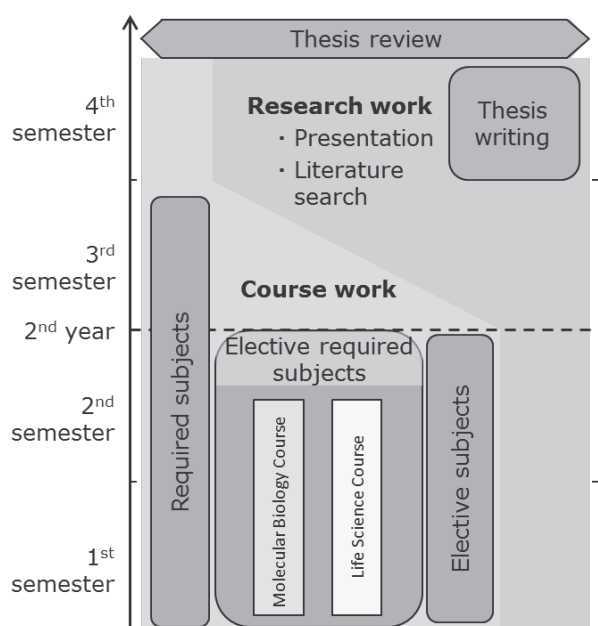 Thesis review
4th
semester
Research work
· Presentation
· Literature
search
Thesis
writing
3rd
semester
Course work
2nd year
Required subjects
Elective required
subjects
Molecular Biology Course
Life Science Course
Elective subjects
2nd
semester
1st
semester